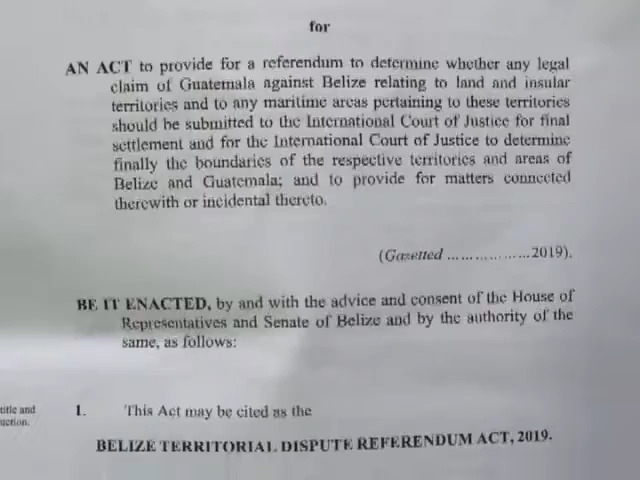 for
AN ACT to provide for a referendum to determine whether any legal
claim of Guatemala against Belize relating to land and insular
territories and to any maritime areas pertaining to these territories
should be submitted to the International Court of Justice for final
settlement and for the International Court of Justice to determine
finally the boundaries of the respective territories and areas of
Belize and Guatemala; and to provide for matters connected
therewith or incidental thereto.
(Gazetted ..................2019).
BE IT ENACTED, by and with the advice and consent of the House of
Representatives and Senate of Belize and by the authority of the
same, as follows:
title and
1. This Act may be cited as the
BELIZE TERRITORIAL DISPUTE REFERENDUM ACT, 2019.